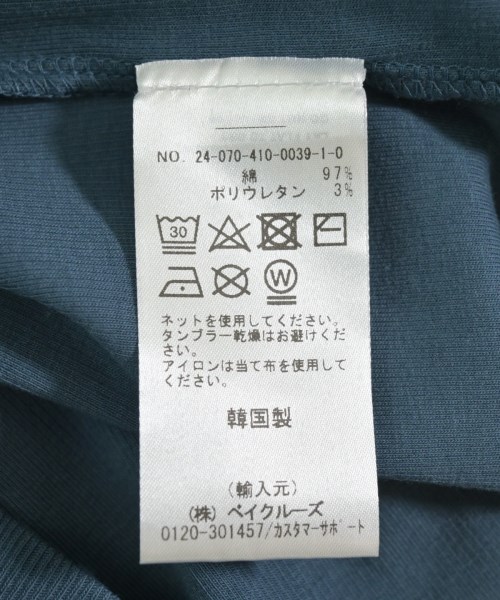 NO. 24-070-410-0039-1-0
綿 97%
ポリウレタン 3%
30
W
ネットを使用してください。
タンブラー乾燥はお避けくださ
い。
アイロンは当て布を使用して
ください。
韓国製
(輸入元)
(株) ベイクルーズ
0120-301457/カスタマーサポート